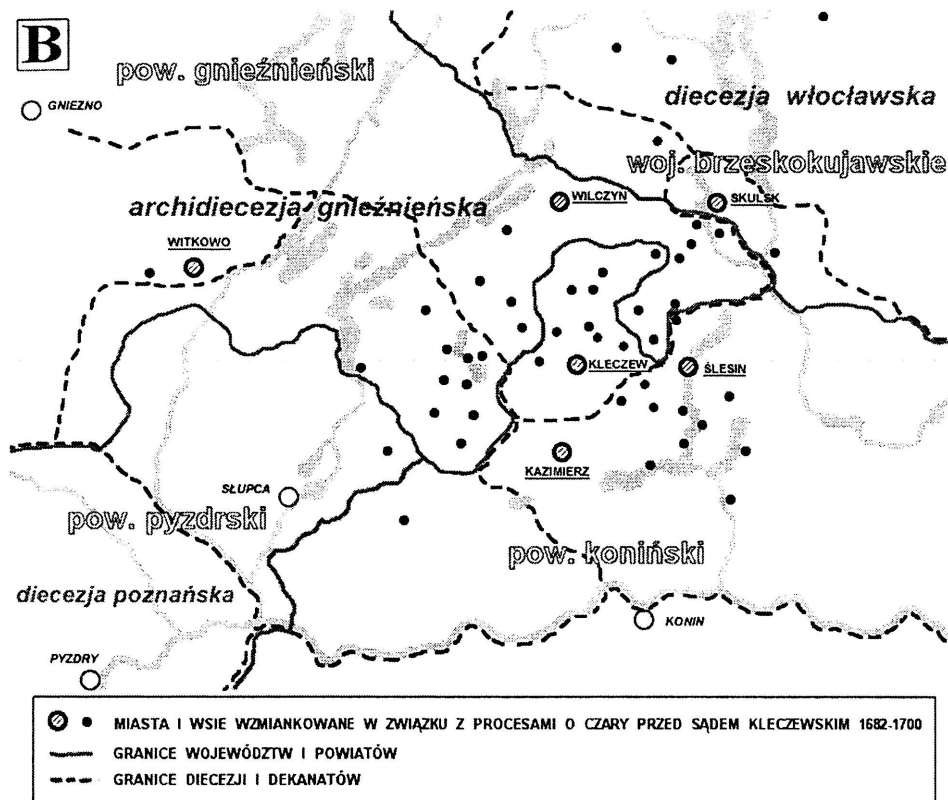 B
pow. gnieźnieński
GNIEZNO
diecezja włocławska
woj. brzeskokujawskie
archidiecezja gnieźnieńska
WILCZYN
SKULSK
WITKOWO
KLECZEW
ŚLESIN
KAZIMIERZ
SŁUPCA
pow. pyzdrski
pow. koniński
diecezja poznańska
KONIN
PYZDRY
MIASTA I WSIE WZMIANKOWANE W ZWIĄZKU Z PROCESAMI O CZARY PRZED SĄDEM KLECZEWSKIM 1682-1700
GRANICE WOJEWÓDZTW I POWIATÓW
GRANICE DIECEZJI I DEKANATÓW